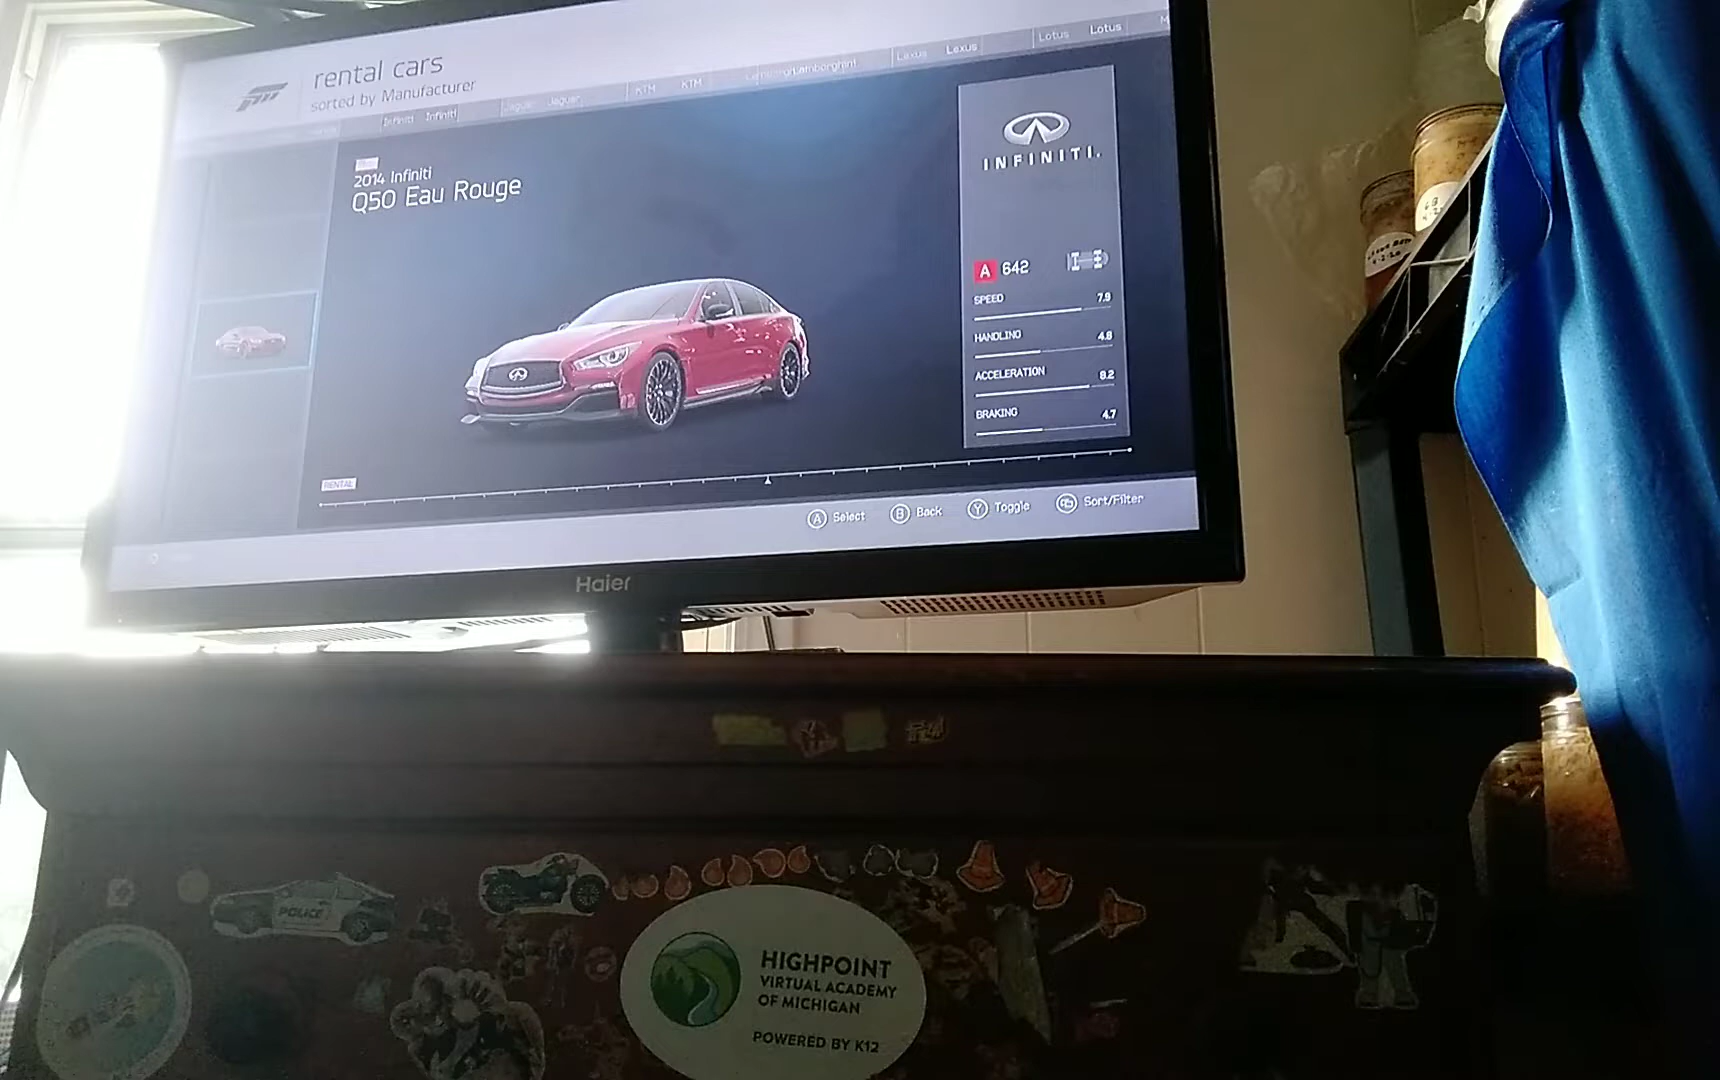 rental cars
sorted by Manufacturer
Infiniti Infiniti Jaguar Jaguar KTM KTM Lamborghini Lexus Lexus Lotus Lotus M
2014 Infiniti
Q50 Eau Rouge
INFINITI.
A 642
SPEED 7.9
HANDLING 4.8
ACCELERATION 8.2
BRAKING 4.7
RENTAL
A Select B Back Y Toggle Sort/Filter
Haier
POLICE
HIGHPOINT
VIRTUAL ACADEMY
OF MICHIGAN
POWERED BY K12